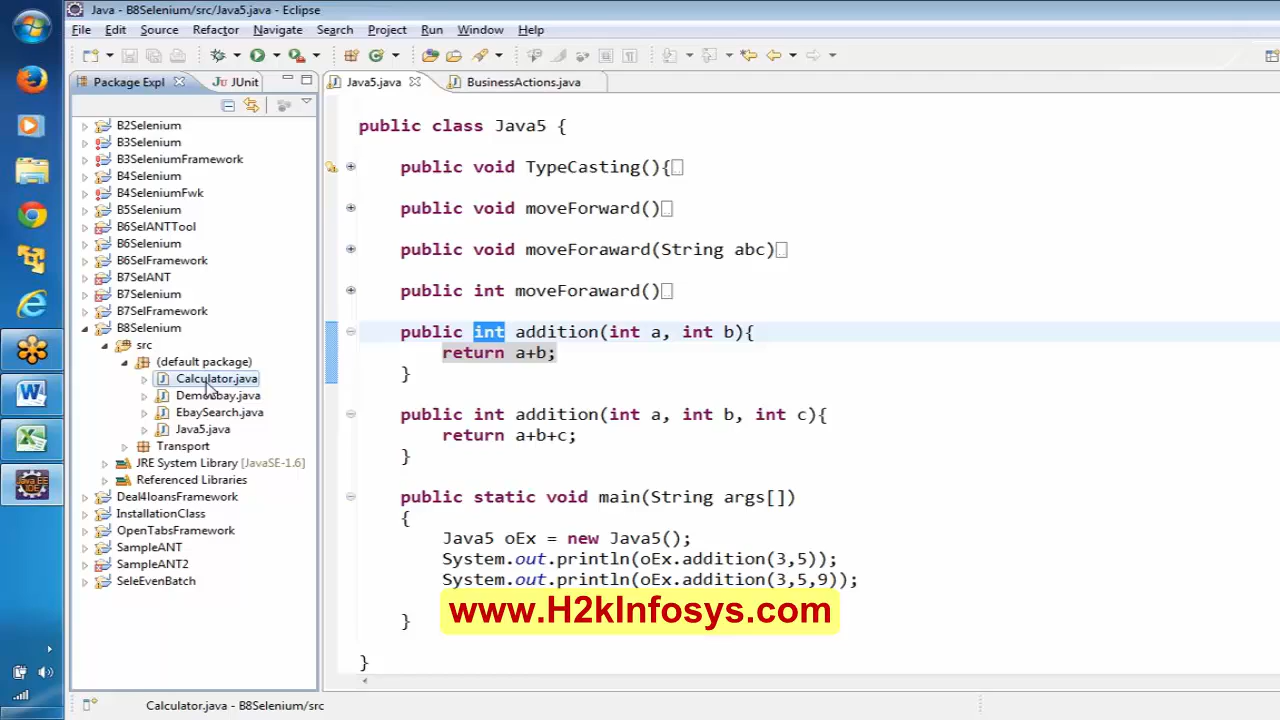 Java - B8Selenium/src/Java5.java - Eclipse
File Edit Source Refactor Navigate Search Project Run Window Help
Package Expl JUnit
Java5.java BusinessActions.java
B2Selenium
B3Selenium
B3SeleniumFramework
B4Selenium
B4SeleniumFwk
B5Selenium
B6SelANTTool
B6Selenium
B6SelFramework
B7SelANT
B7Selenium
B7SelFramework
B8Selenium
src
(default package)
Calculator.java
EbaySearch.java
Java5.java
Transport
JRE System Library [JavaSE-1.6]
Referenced Libraries
Deal4loansFramework
InstallationClass
OpenTabsFramework
SampleANT
SampleANT2
SeleEvenBatch
public class Java5 {
public void TypeCasting(){
public void moveForward()
public void moveForaward(String abc)
public int moveForaward()
public int addition(int a, int b){
return a+b;
}
public int addition(int a, int b, int c){
return a+b+c;
}
public static void main(String args[])
{
Java5 oEx = new Java5();
System.out.println(oEx.addition(3,5));
System.out.println(oEx.addition(3,5,9));
www.H2kInfosys.com
}
}
Calculator.java - B8Selenium/src